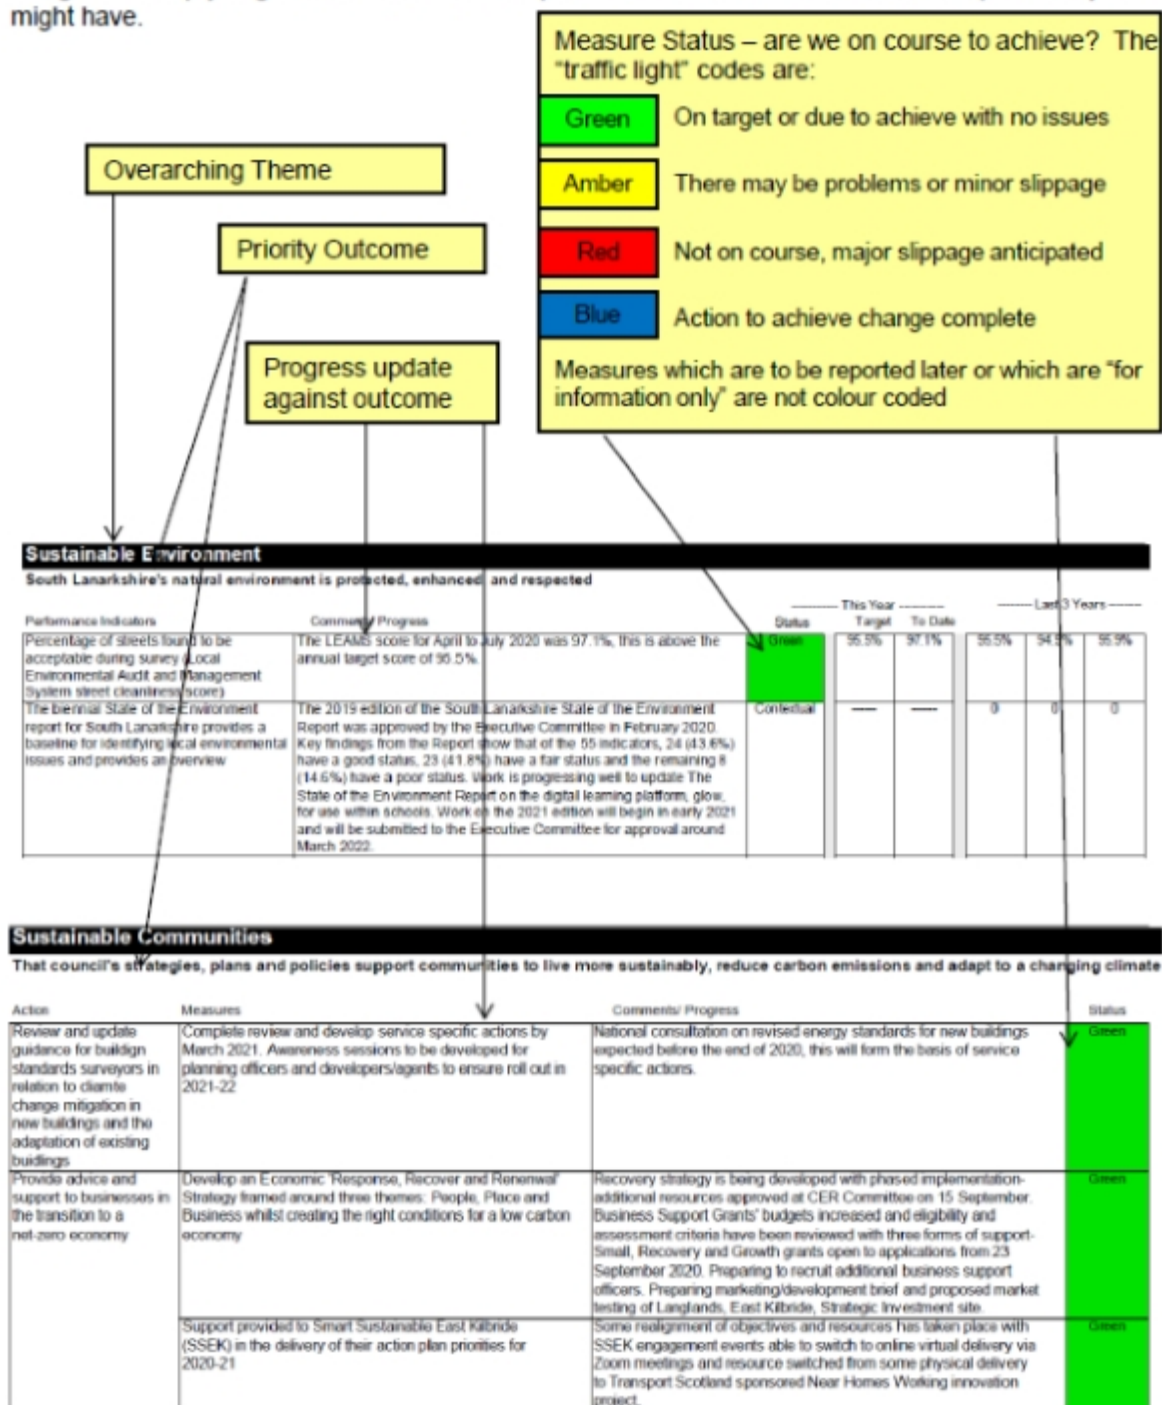 might have.
Measure Status – are we on course to achieve? The
"traffic light" codes are:
Green On target or due to achieve with no issues
Amber There may be problems or minor slippage
Red Not on course, major slippage anticipated
Blue Action to achieve change complete
Measures which are to be reported later or which are "for
information only" are not colour coded
Overarching Theme
Priority Outcome
Progress update
against outcome
Sustainable Environment
South Lanarkshire's natural environment is protected, enhanced and respected
This Year Last 3 Years
Performance Indicators Comments/ Progress Status Target To Date
Percentage of streets found to be
acceptable during survey (Local
Environmental Audit and Management
System street cleanliness score)
The LEAMS score for April to July 2020 was 97.1%, this is above the
annual target score of 95.5%.
Green 95.5% 97.1% 95.5% 94.5% 95.9%
The biennial State of the Environment
report for South Lanarkshire provides a
baseline for identifying local environmental
issues and provides an overview
The 2019 edition of the South Lanarkshire State of the Environment
Report was approved by the Executive Committee in February 2020.
Key findings from the Report show that of the 55 indicators, 24 (43.6%)
have a good status, 23 (41.8%) have a fair status and the remaining 8
(14.6%) have a poor status. Work is progressing well to update The
State of the Environment Report on the digital learning platform, glow,
for use within schools. Work on the 2021 edition will begin in early 2021
and will be submitted to the Executive Committee for approval around
March 2022.
Contextual ----- ----- 0 0 0
Sustainable Communities
That council's strategies, plans and policies support communities to live more sustainably, reduce carbon emissions and adapt to a changing climate
Action Measures Comments/ Progress Status
Review and update
guidance for buildign
standards surveyors in
relation to cliamte
change mitigation in
new buildings and the
adaptation of existing
buidlings
Complete review and develop service specific actions by
March 2021. Awareness sessions to be developed for
planning officers and developers/agents to ensure roll out in
2021-22
National consultation on revised energy standards for new buildings
expected before the end of 2020, this will form the basis of service
specific actions.
Green
Provide advice and
support to businesses in
the transition to a
net-zero economy
Develop an Economic 'Response, Recover and Renenwal'
Strategy framed around three themes: People, Place and
Business whilst creating the right conditions for a low carbon
economy
Recovery strategy is being developed with phased implementation-
additional resources approved at CER Committee on 15 September.
Business Support Grants' budgets increased and eligibility and
assessment criteria have been reviewed with three forms of support-
Small, Recovery and Growth grants open to applications from 23
September 2020. Preparing to recruit additional business support
officers. Preparing marketing/development brief and proposed market
testing of Langlands, East Kilbride, Strategic Investment site.
Green
Support provided to Smart Sustainable East Kilbride
(SSEK) in the delivery of their action plan priorities for
2020-21
Some realignment of objectives and resources has taken place with
SSEK engagement events able to switch to online virtual delivery via
Zoom meetings and resource switched from some physical delivery
to Transport Scotland sponsored Near Homes Working innovation
project.
Green